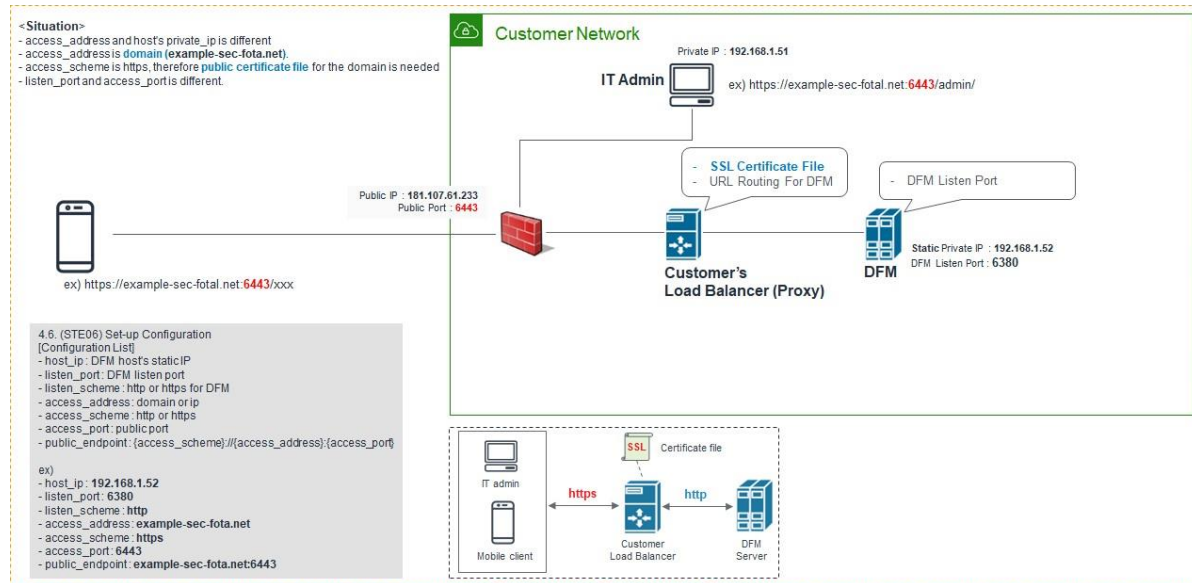 <Situation>
- access_address and host's private_ip is different
- access_address is domain (example-sec-fota.net).
- access_scheme is https, therefore public certificate file for the domain is needed
- listen_port and access_port is different.
Customer Network
Private IP : 192.168.1.51
IT Admin
ex) https://example-sec-fotal.net:6443/admin/
- SSL Certificate File
- URL Routing For DFM
- DFM Listen Port
Public IP : 181.107.61.233
Public Port : 6443
Static Private IP : 192.168.1.52
DFM Listen Port : 6380
Customer's
Load Balancer (Proxy)
DFM
ex) https://example-sec-fotal.net:6443/xxx
4.6. (STE06) Set-up Configuration
[Configuration List]
- host_ip : DFM host's static IP
- listen_port : DFM listen port
- listen_scheme : http or https for DFM
- access_address : domain or ip
- access_scheme : http or https
- access_port : public port
- public_endpoint : {access_scheme}://{access_address}:{access_port}
ex)
- host_ip : 192.168.1.52
- listen_port : 6380
- listen_scheme : http
- access_address : example-sec-fota.net
- access_scheme : https
- access_port : 6443
- public_endpoint : example-sec-fota.net:6443
SSL
Certificate file
IT admin
https
http
Mobile client
Customer
Load Balancer
DFM
Server